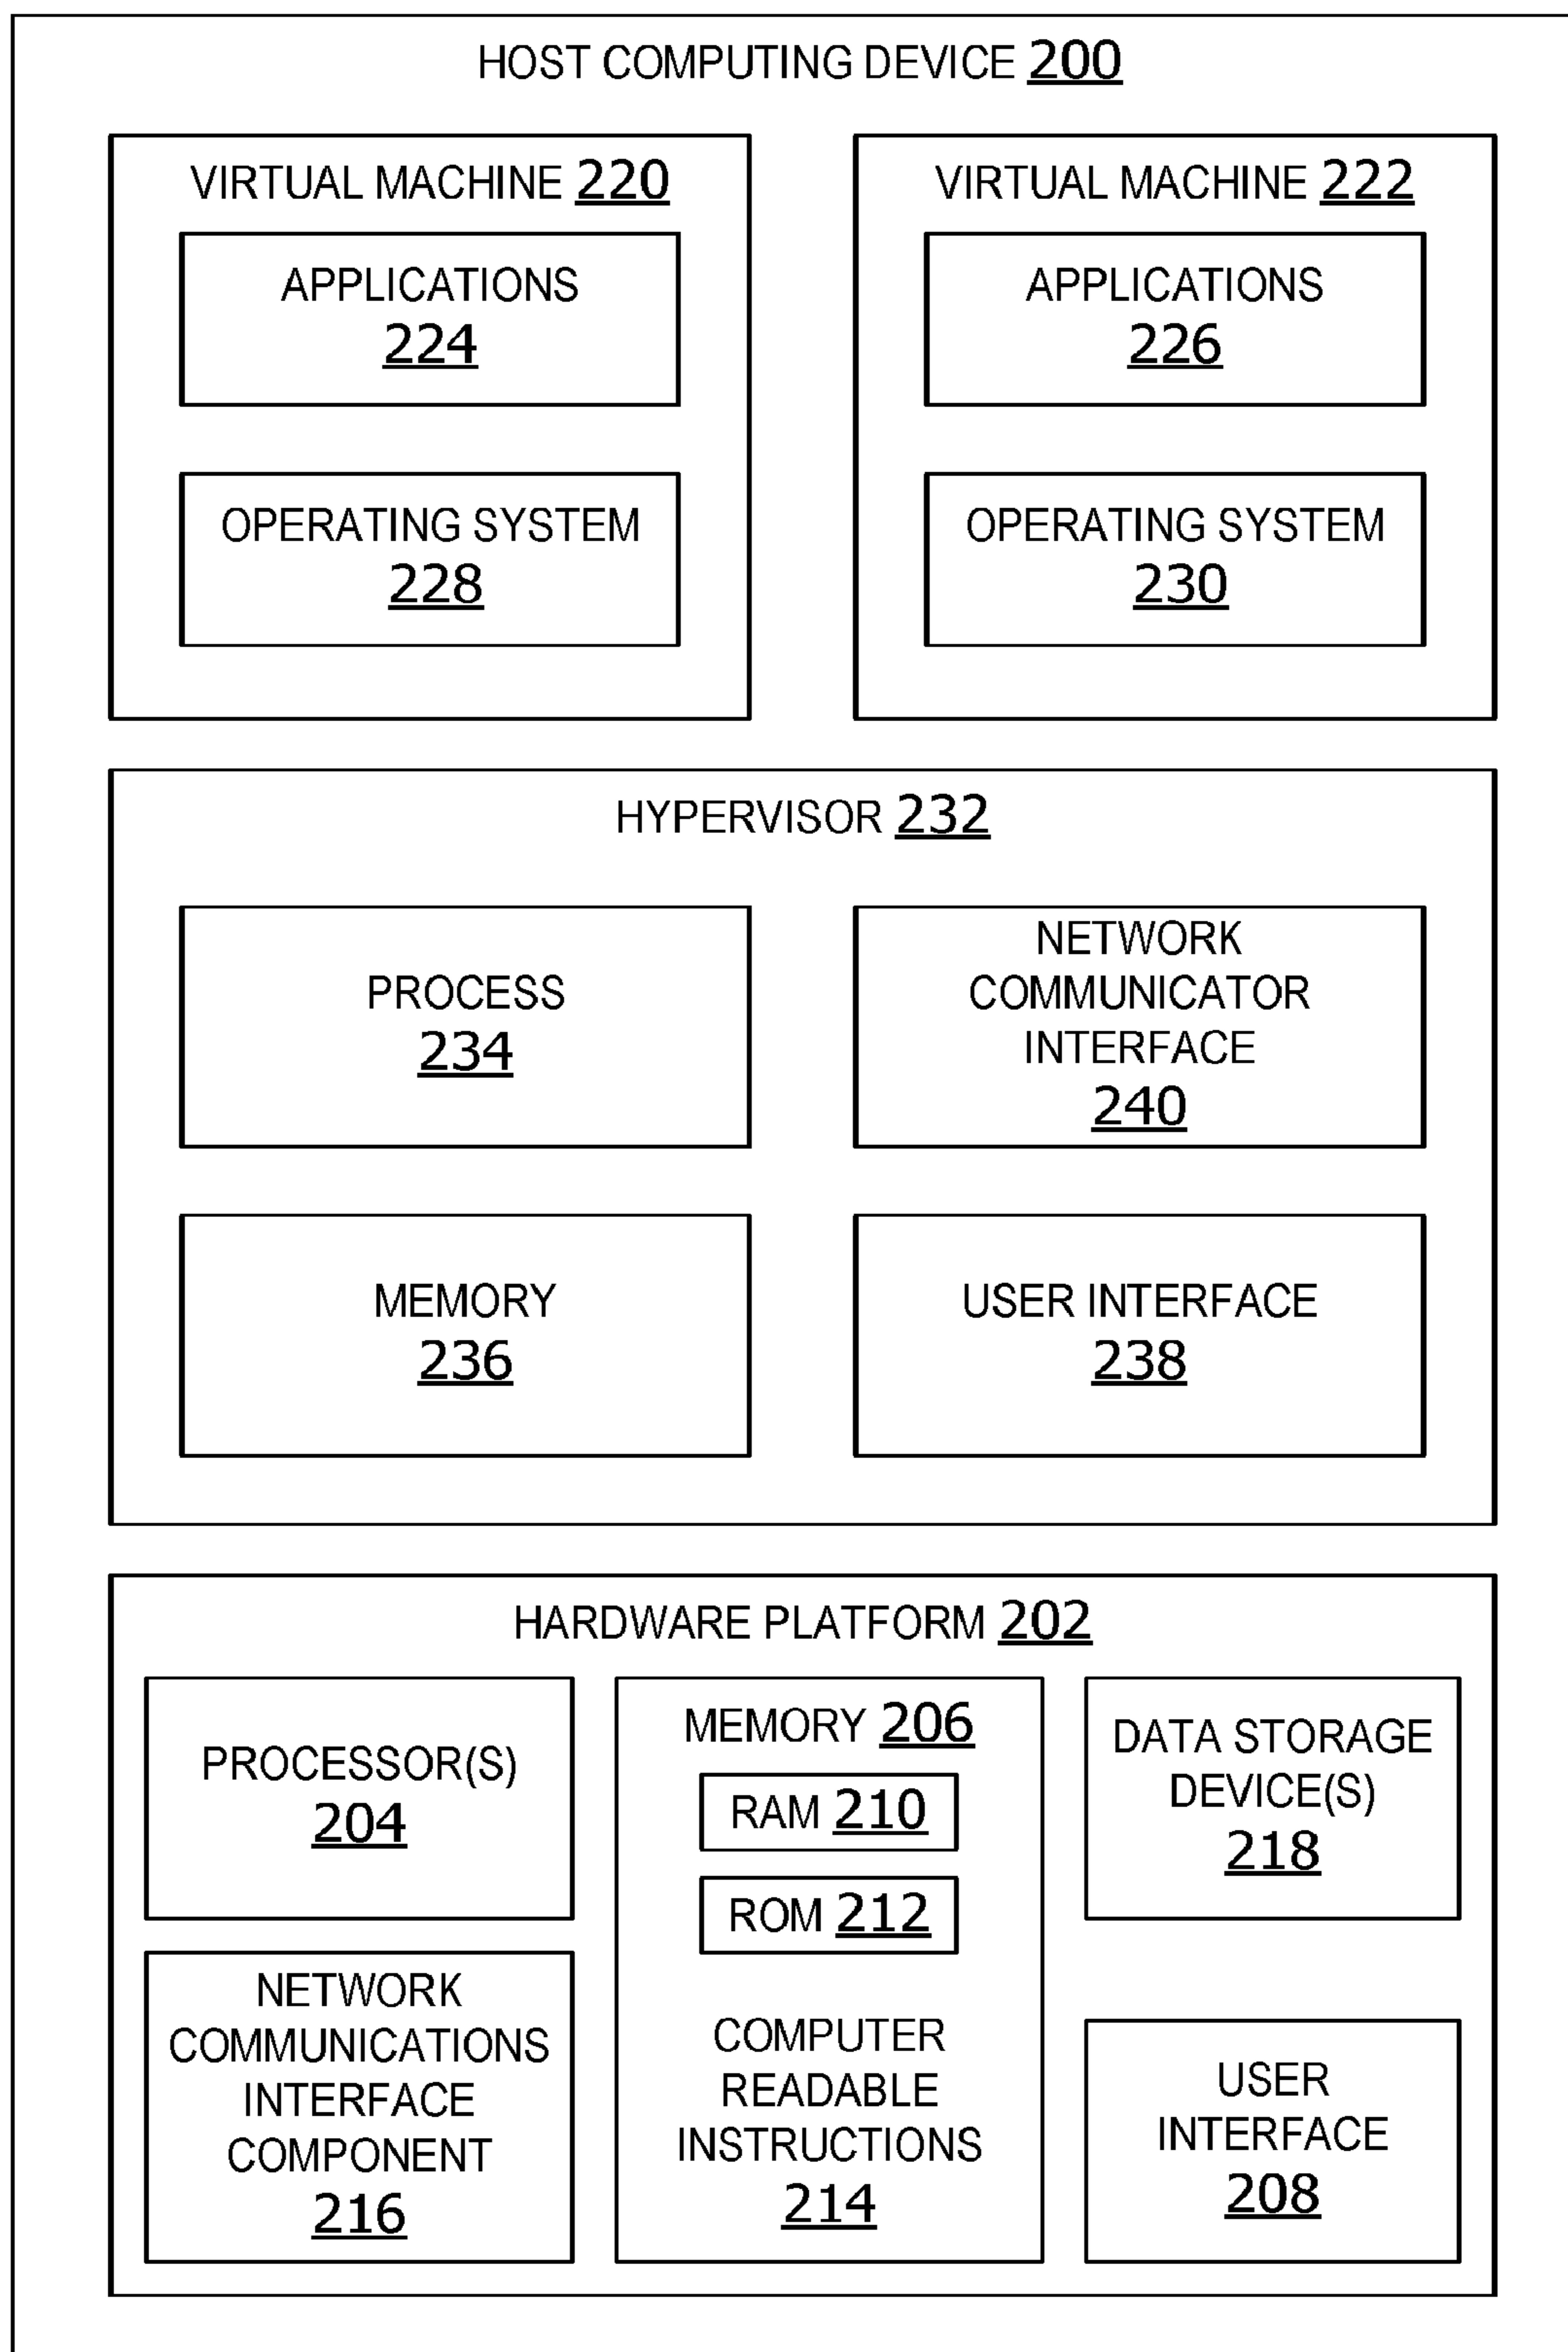 HOST COMPUTING DEVICE 200
VIRTUAL MACHINE 220
APPLICATIONS
224
OPERATING SYSTEM
228
VIRTUAL MACHINE 222
APPLICATIONS
226
OPERATING SYSTEM
230
HYPERVISOR 232
PROCESS
234
NETWORK
COMMUNICATOR
INTERFACE
240
MEMORY
236
USER INTERFACE
238
HARDWARE PLATFORM 202
PROCESSOR(S)
204
NETWORK
COMMUNICATIONS
INTERFACE
COMPONENT
216
MEMORY 206
RAM 210
ROM 212
COMPUTER
READABLE
INSTRUCTIONS
214
DATA STORAGE
DEVICE(S)
218
USER
INTERFACE
208